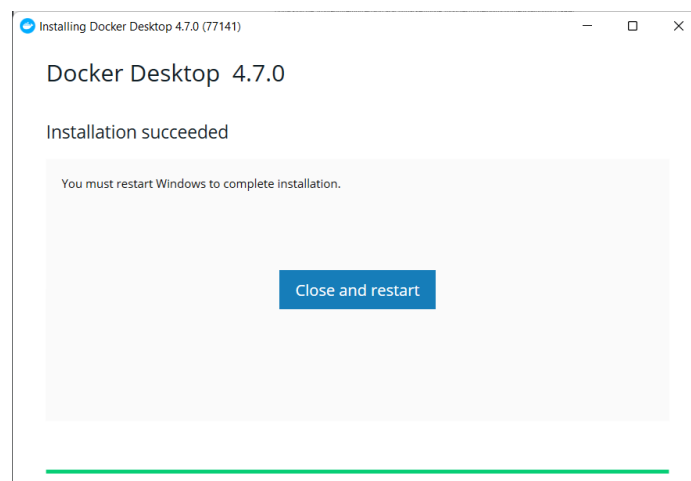 Installing Docker Desktop 4.7.0 (77141)
Docker Desktop 4.7.0
Installation succeeded
You must restart Windows to complete installation.
Close and restart